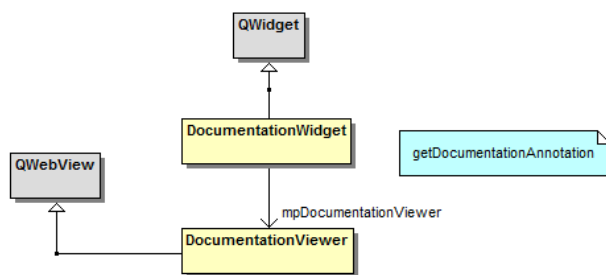 QWidget
DocumentationWidget
getDocumentationAnnotation
QWebView
mpDocumentationViewer
DocumentationViewer